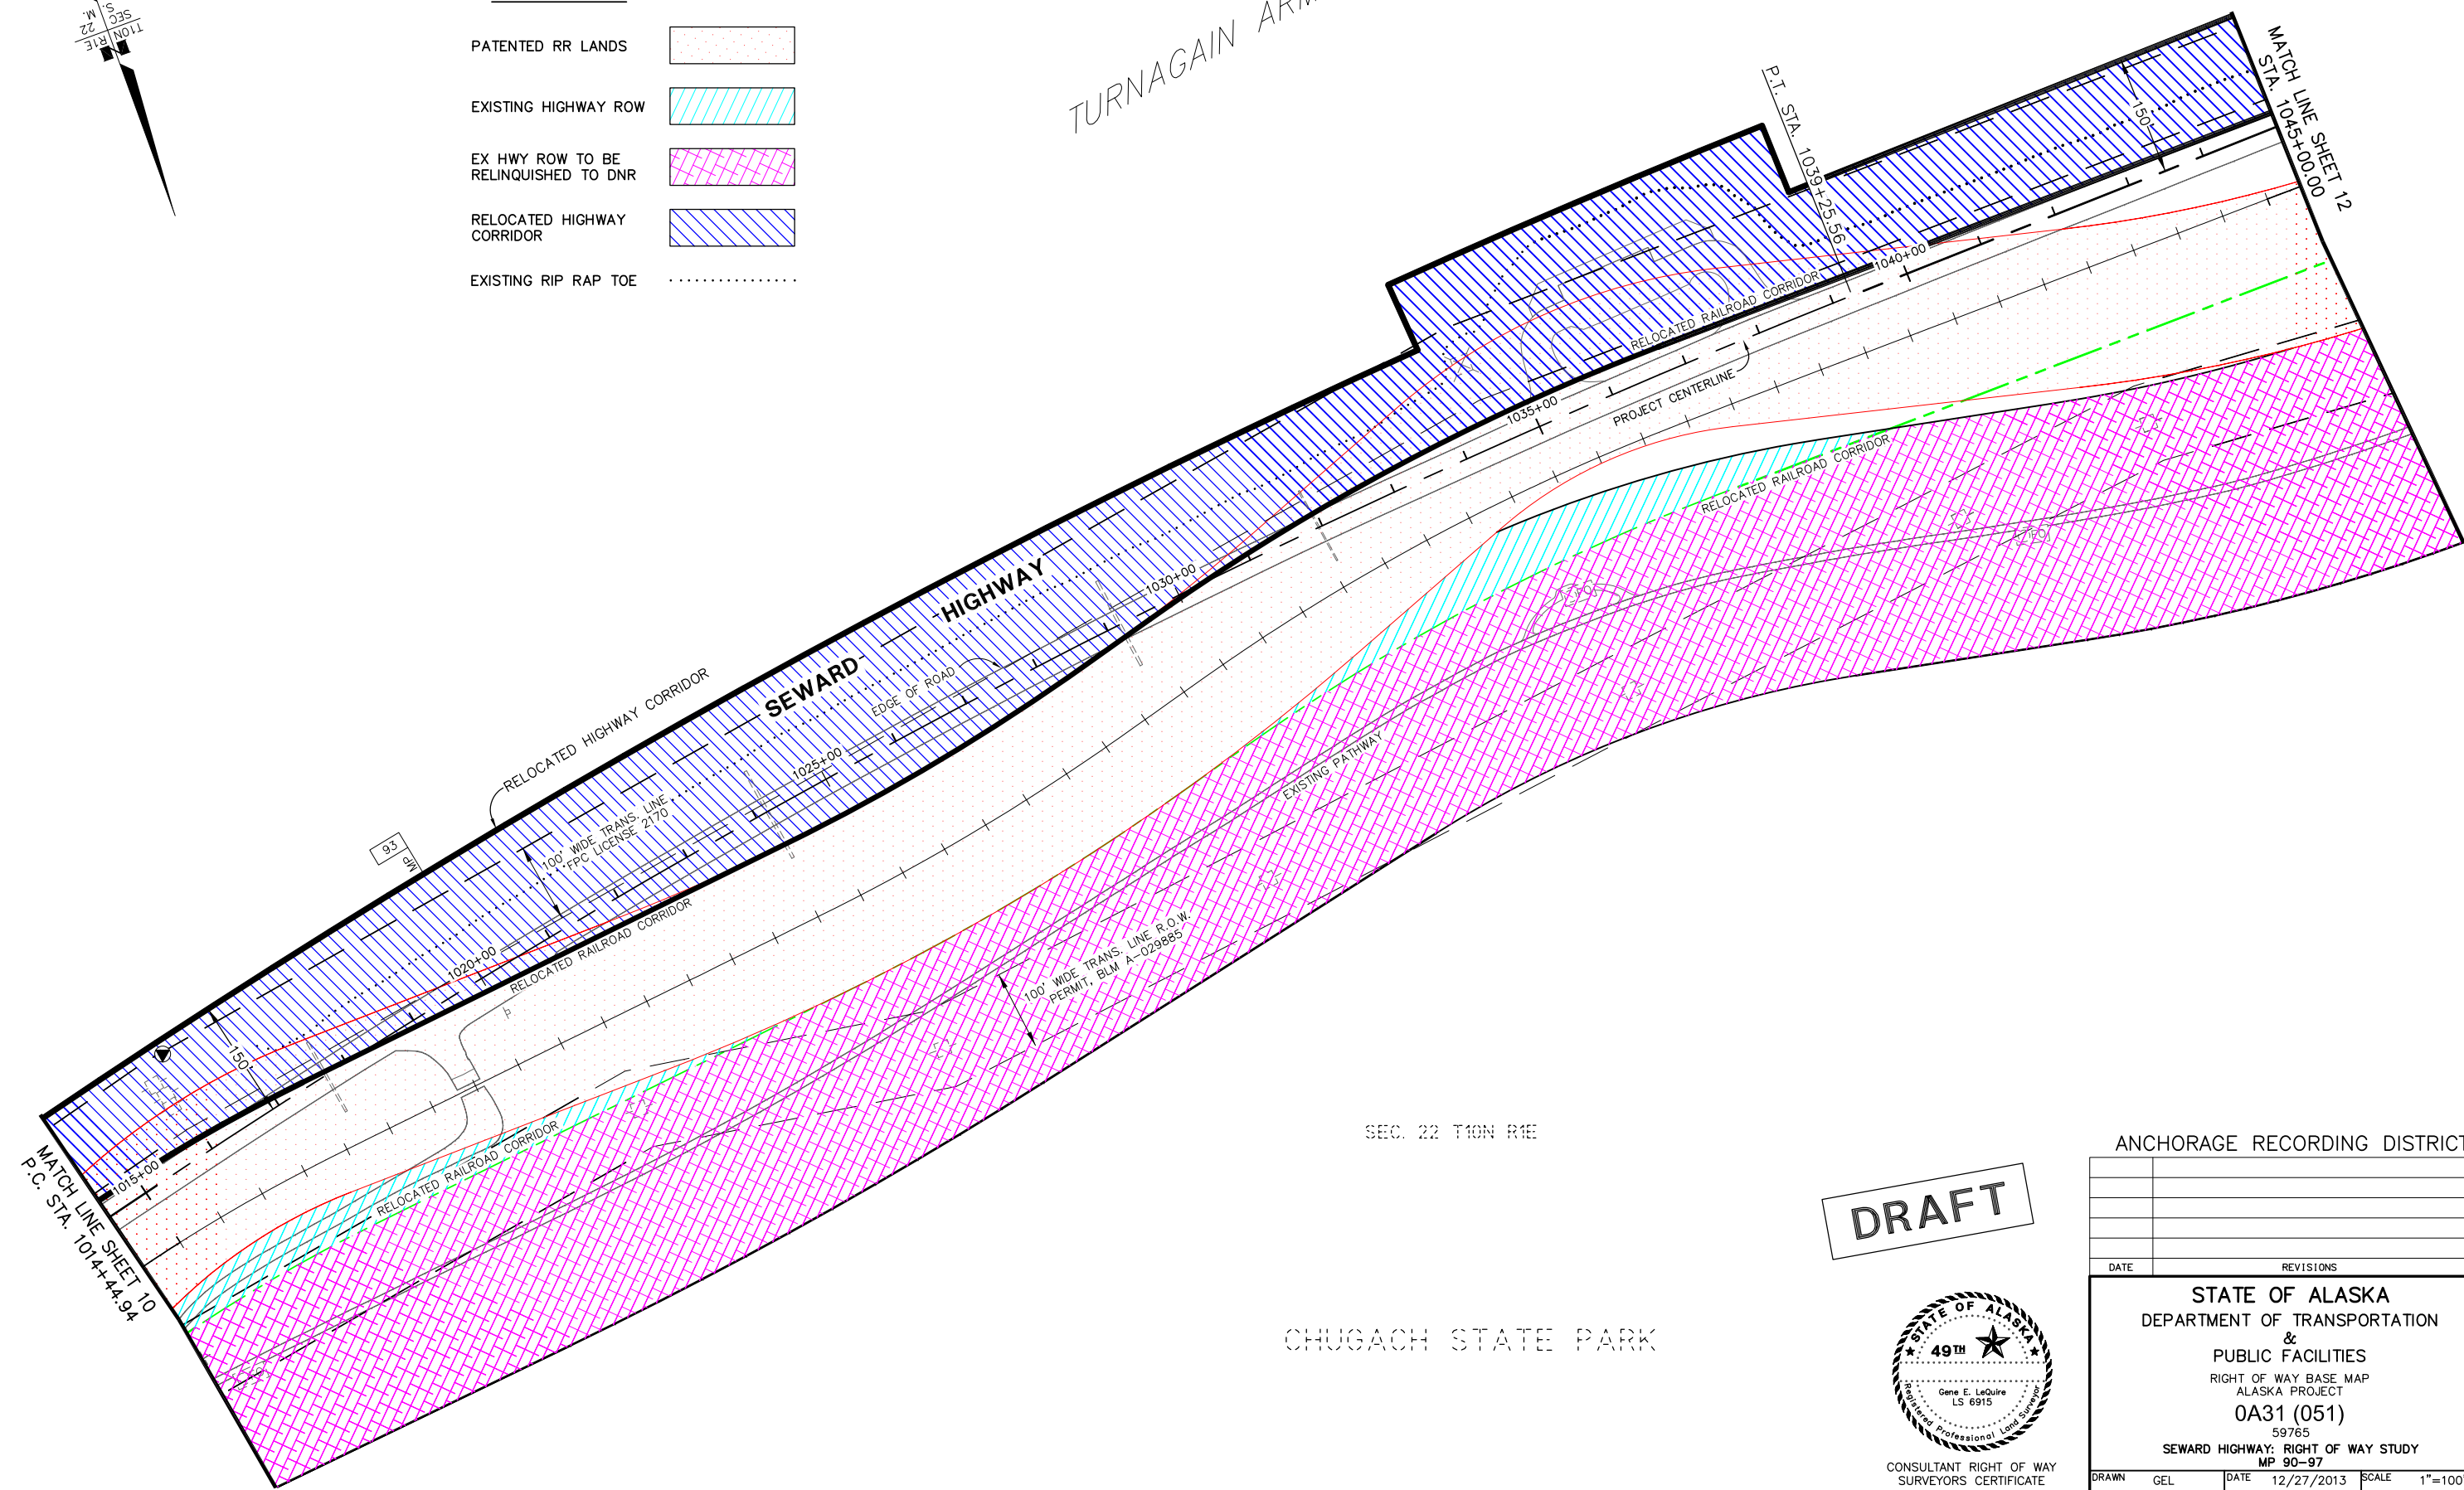 T10N R1E
SEC 22
S. M.
PATENTED RR LANDS
EXISTING HIGHWAY ROW
EX HWY ROW TO BE
RELINQUISHED TO DNR
RELOCATED HIGHWAY
CORRIDOR
EXISTING RIP RAP TOE
TURNAGAIN ARM
MATCH LINE SHEET 12
STA. 1045+00.00
150'
P.T. STA. 1039+25.56
1040+00
RELOCATED RAILROAD CORRIDOR
PROJECT CENTERLINE
1035+00
RELOCATED RAILROAD CORRIDOR
1030+00
SEWARD HIGHWAY
EDGE OF ROAD
RELOCATED HIGHWAY CORRIDOR
1025+00
100' WIDE TRANS. LINE
FPC LICENSE 2170
93
MP
EXISTING PATHWAY
RELOCATED RAILROAD CORRIDOR
1020+00
100' WIDE TRANS. LINE R.O.W.
PERMIT, BLM A-029885
150'
1015+00
RELOCATED RAILROAD CORRIDOR
MATCH LINE SHEET 10
P.C. STA. 1014+44.94
SEC. 22 T10N R1E
CHUGACH STATE PARK
DRAFT
ANCHORAGE RECORDING DISTRICT
DATE REVISIONS
STATE OF ALASKA
DEPARTMENT OF TRANSPORTATION
&
PUBLIC FACILITIES
RIGHT OF WAY BASE MAP
ALASKA PROJECT
0A31 (051)
59765
SEWARD HIGHWAY: RIGHT OF WAY STUDY
MP 90-97
DRAWN GEL DATE 12/27/2013 SCALE 1"=100'
STATE OF ALASKA
49TH
Gene E. LeQuire
LS 6915
Registered Professional Land Surveyor
CONSULTANT RIGHT OF WAY
SURVEYORS CERTIFICATE